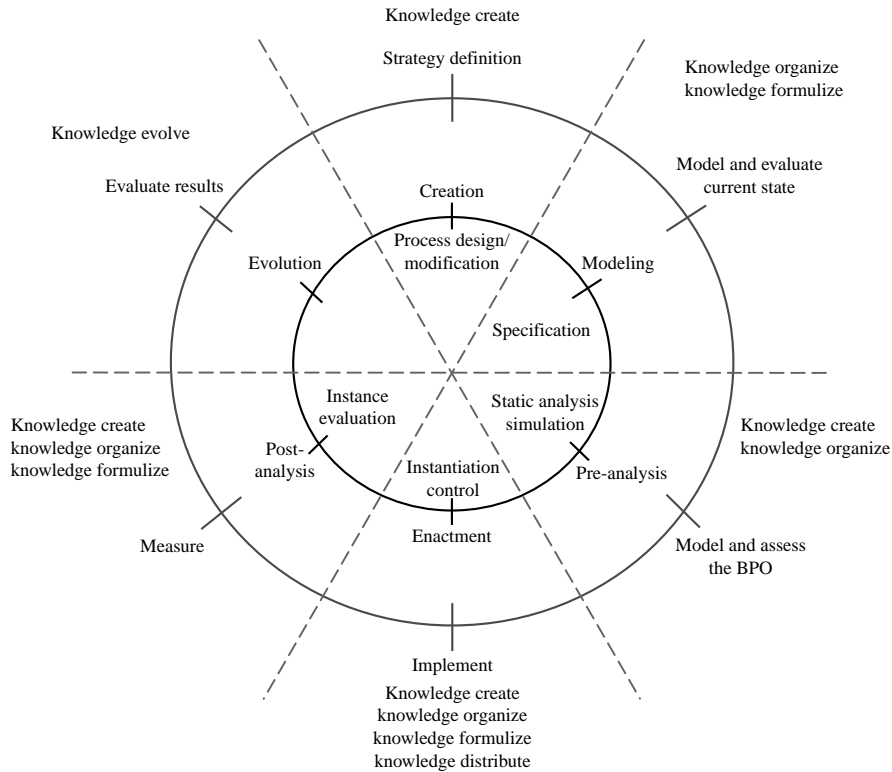 Knowledge create
Strategy definition
Knowledge organize
knowledge formulize
Knowledge evolve
Model and evaluate
current state
Evaluate results
Creation
Process design/
modification
Evolution
Modeling
Specification
Instance
evaluation
Static analysis
simulation
Knowledge create
knowledge organize
knowledge formulize
Knowledge create
knowledge organize
Post-
analysis
Instantiation
control
Pre-analysis
Enactment
Measure
Model and assess
the BPO
Implement
Knowledge create
knowledge organize
knowledge formulize
knowledge distribute